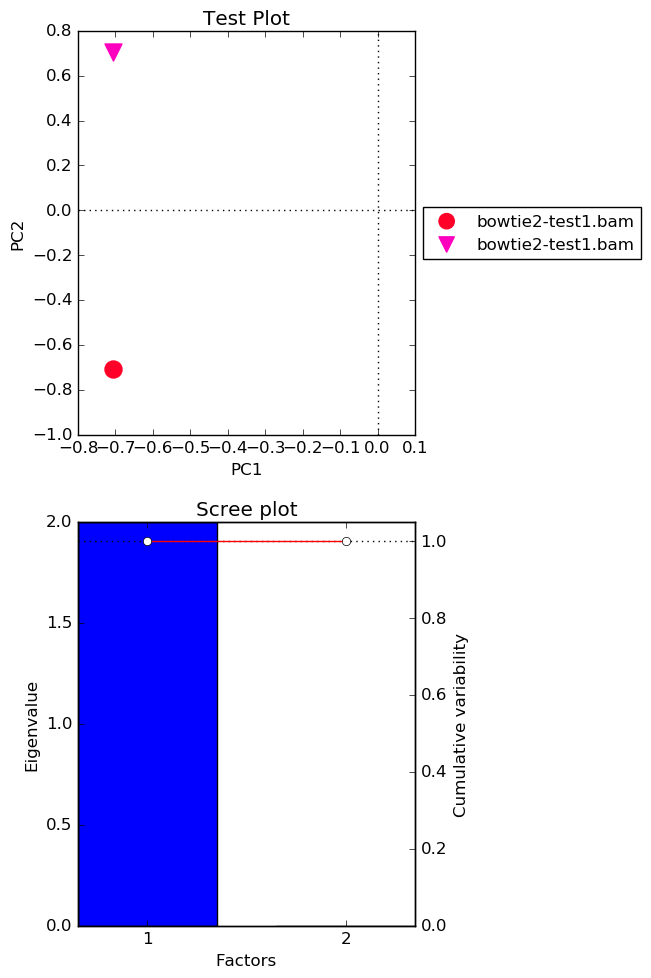 Test Plot
0.8
0.6
0.4
0.2
0.0
−0.2
−0.4
−0.6
−0.8
−1.0
PC2
−0.8 −0.7 −0.6 −0.5 −0.4 −0.3 −0.2 −0.1 0.0 0.1
PC1
bowtie2-test1.bam
bowtie2-test1.bam
Scree plot
2.0
1.5
1.0
0.5
0.0
Eigenvalue
1.0
0.8
0.6
0.4
0.2
0.0
Cumulative variability
1 2
Factors